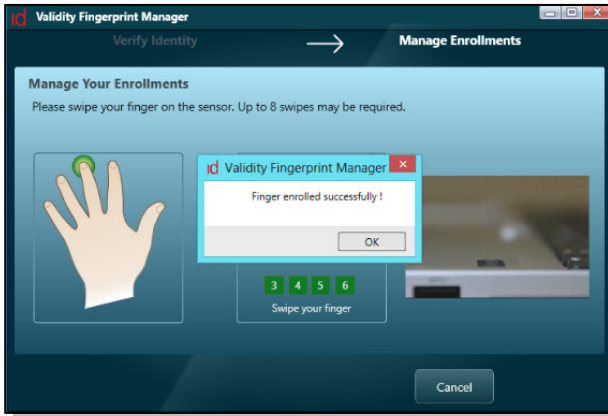 id Validity Fingerprint Manager
Verify Identity
Manage Enrollments
Manage Your Enrollments
Please swipe your finger on the sensor. Up to 8 swipes may be required.
id Validity Fingerprint Manager
Finger enrolled successfully !
OK
3 4 5 6
Swipe your finger
Cancel